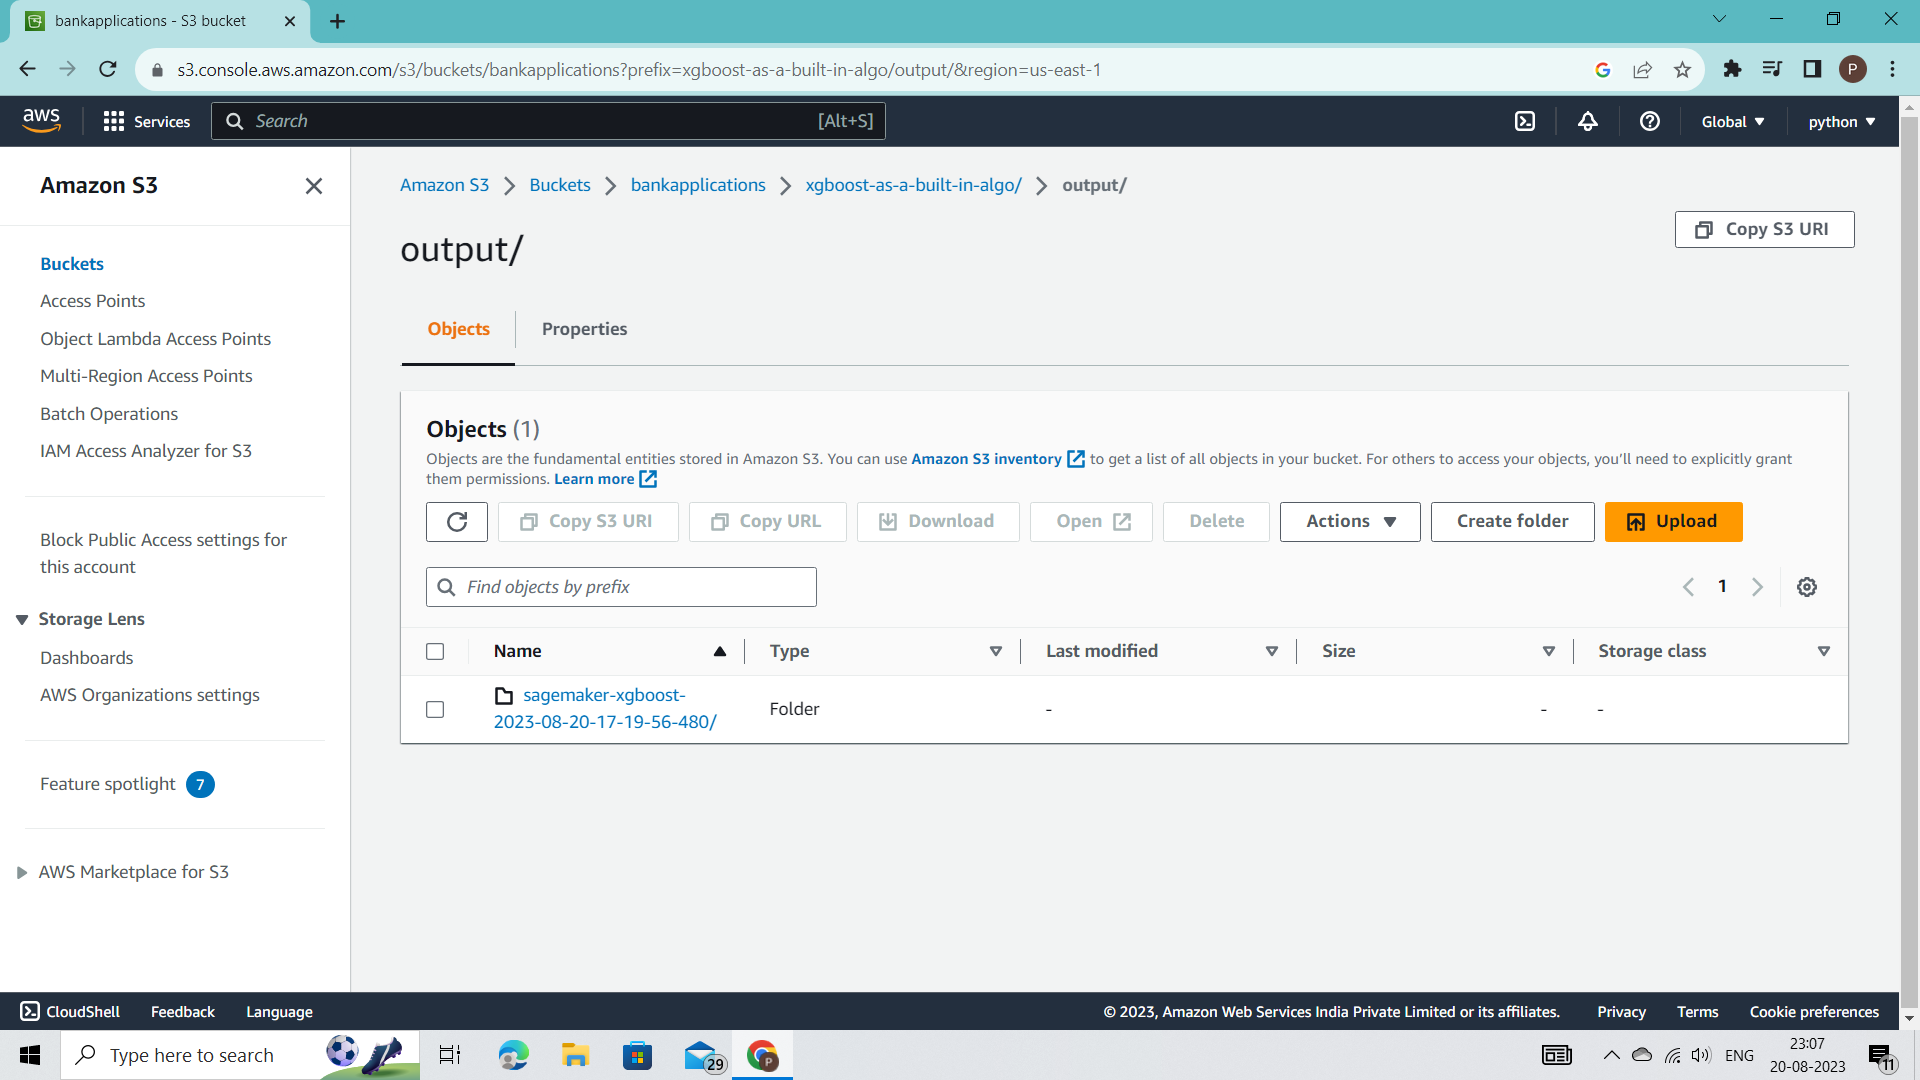 bankapplications - S3 bucket
s3.console.aws.amazon.com/s3/buckets/bankapplications?prefix=xgboost-as-a-built-in-algo/output/&region=us-east-1
P
aws
Services
Search
[Alt+S]
Global
python
Amazon S3
Buckets
Access Points
Object Lambda Access Points
Multi-Region Access Points
Batch Operations
IAM Access Analyzer for S3
Block Public Access settings for
this account
Storage Lens
Dashboards
AWS Organizations settings
Feature spotlight 7
AWS Marketplace for S3
Amazon S3 Buckets bankapplications xgboost-as-a-built-in-algo/ output/
output/
Copy S3 URI
Objects
Properties
Objects (1)
Objects are the fundamental entities stored in Amazon S3. You can use Amazon S3 inventory to get a list of all objects in your bucket. For others to access your objects, you’ll need to explicitly grant
them permissions. Learn more
Copy S3 URI
Copy URL
Download
Open
Delete
Actions
Create folder
Upload
Find objects by prefix
1
Name Type Last modified Size Storage class
sagemaker-xgboost-
2023-08-20-17-19-56-480/
Folder - - -
CloudShell Feedback Language
© 2023, Amazon Web Services India Private Limited or its affiliates. Privacy Terms Cookie preferences
Type here to search
29
P
ENG
23:07
20-08-2023
11